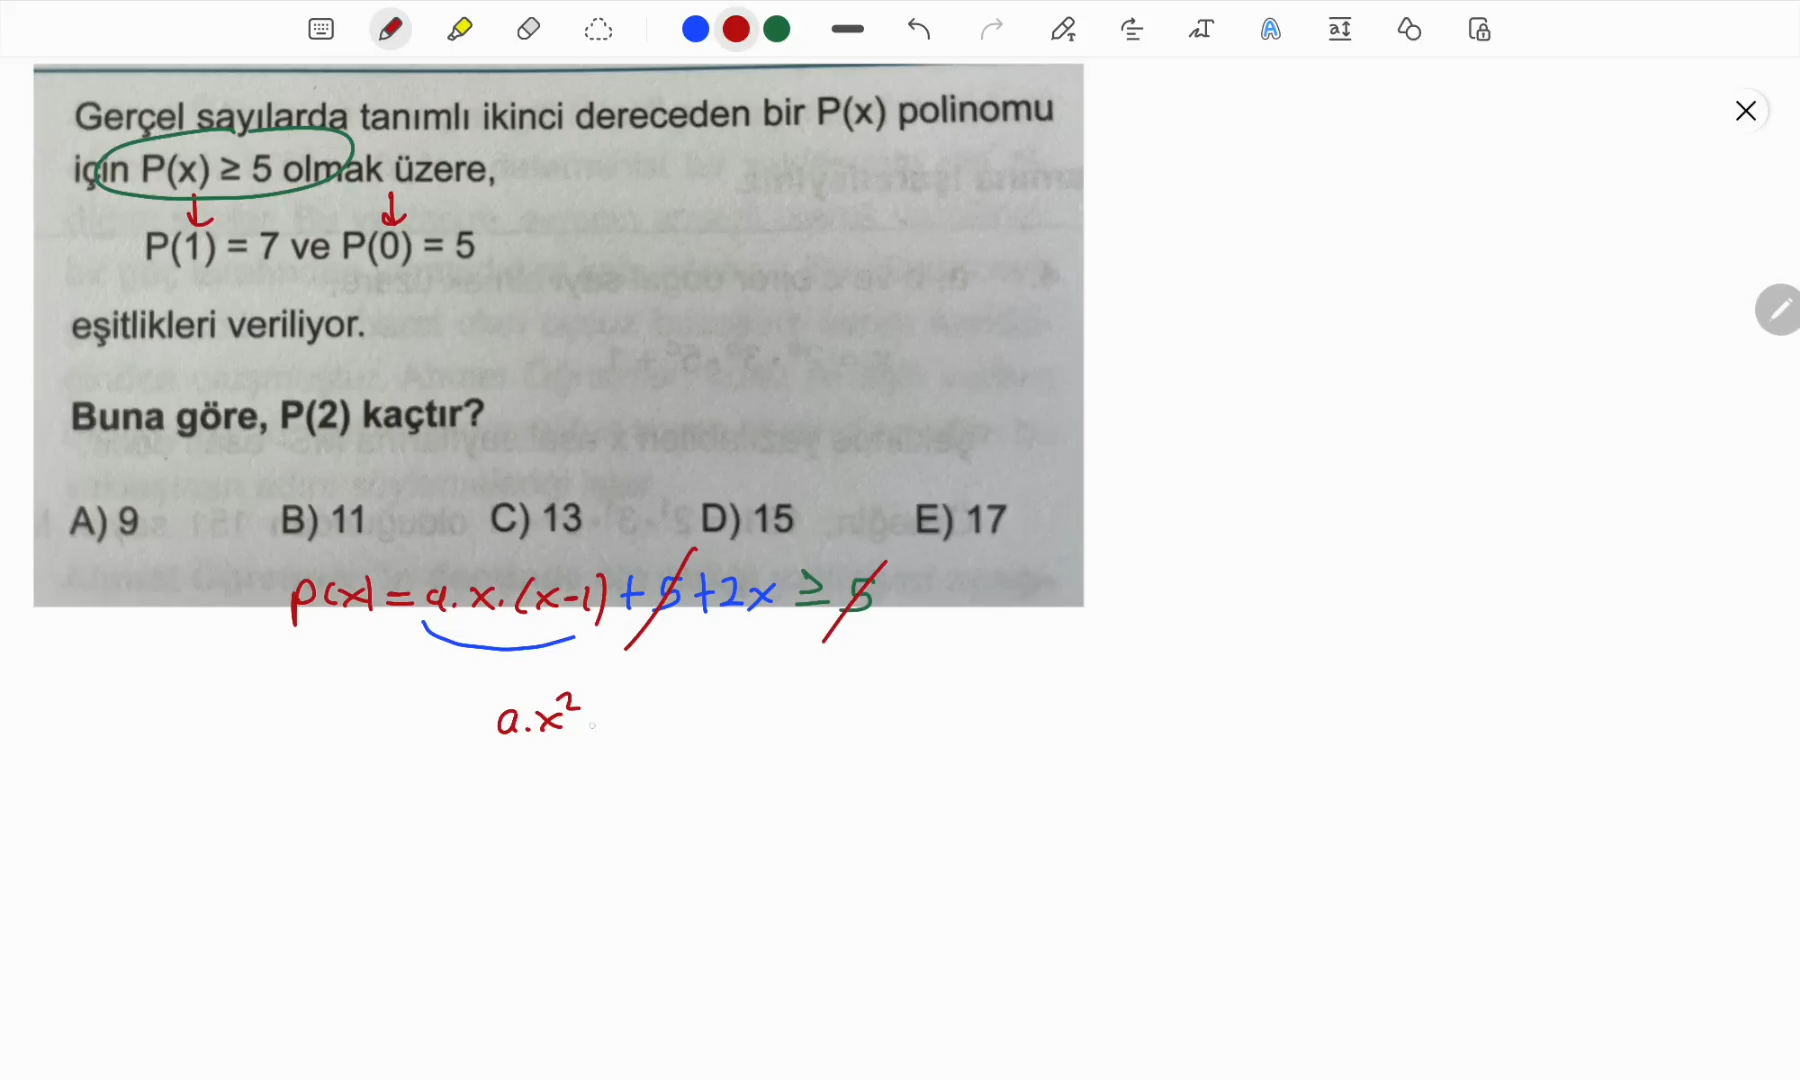 Gerçel sayılarda tanımlı ikinci dereceden bir P(x) polinomu
için P(x) ≥ 5 olmak üzere,
P(1) = 7 ve P(0) = 5
eşitlikleri veriliyor.
Buna göre, P(2) kaçtır?
A) 9 B) 11 C) 13 D) 15 E) 17
P(x) = a.x.(x-1) + 5 + 2x ≥ 5
a.x²